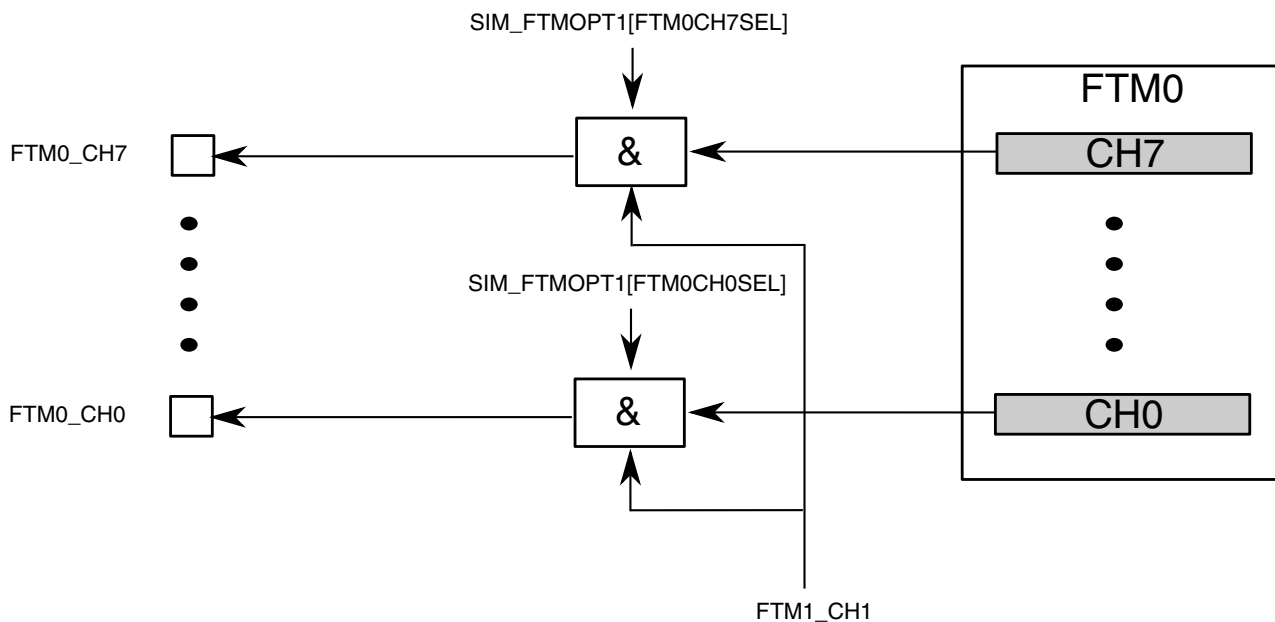 SIM_FTMOPT1[FTM0CH7SEL]
FTM0
FTM0_CH7
&
CH7
SIM_FTMOPT1[FTM0CH0SEL]
FTM0_CH0
&
CH0
FTM1_CH1